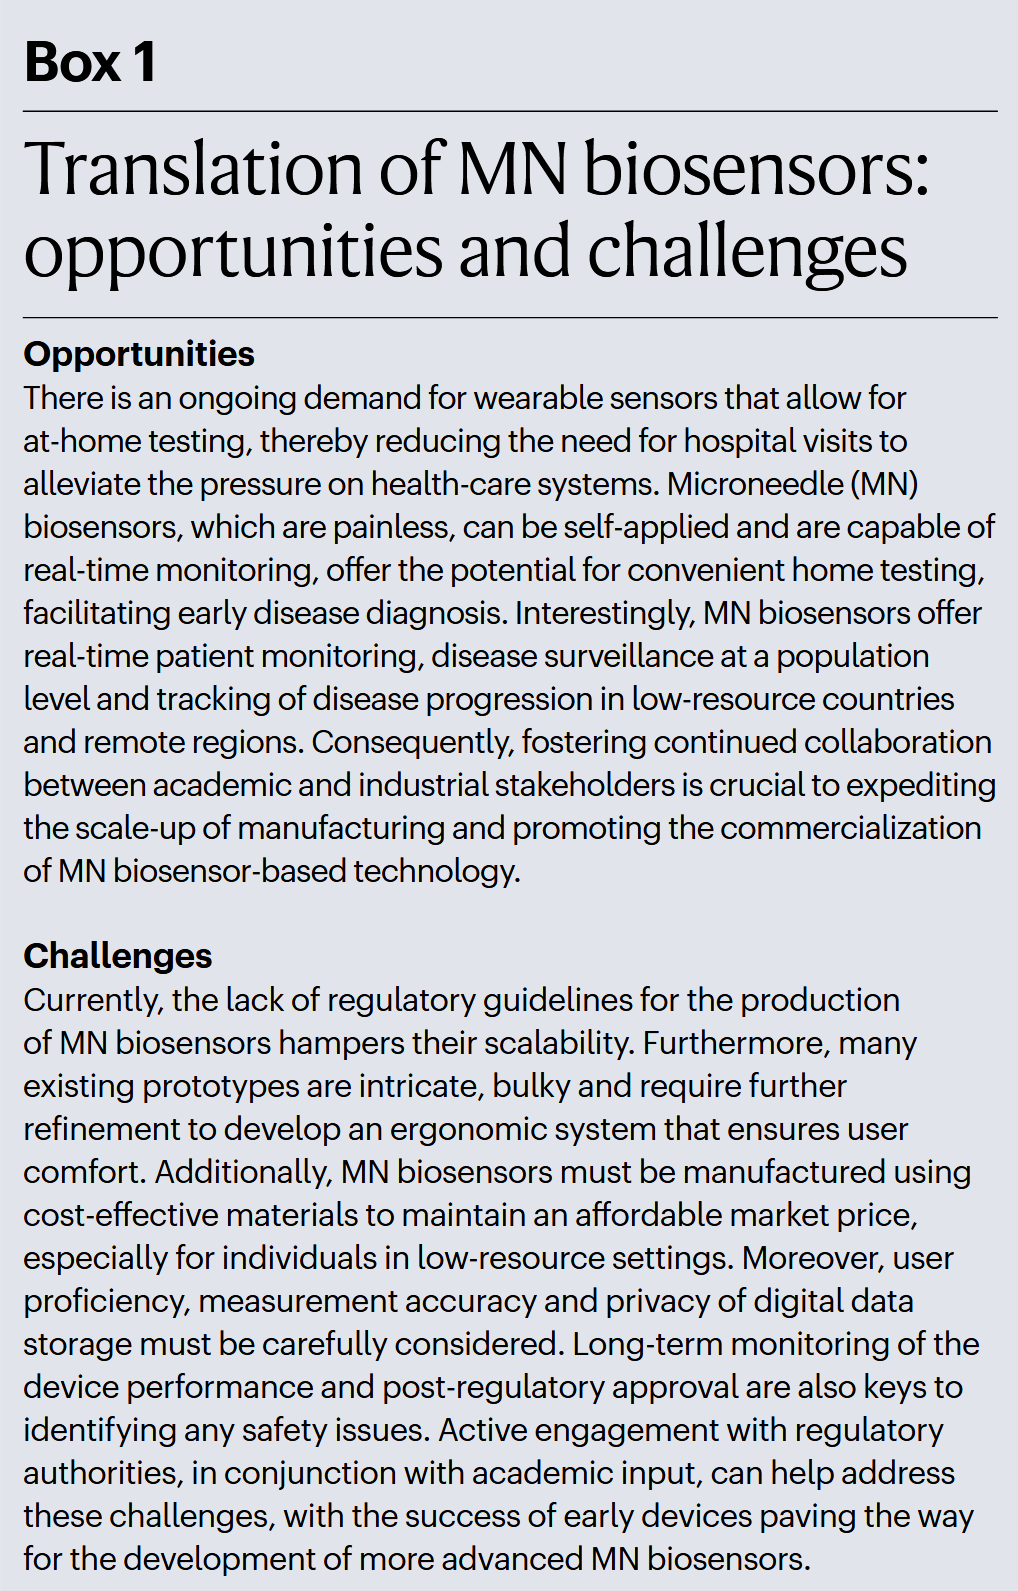 Box 1
Translation of MN biosensors:
opportunities and challenges
Opportunities
There is an ongoing demand for wearable sensors that allow for
at-home testing, thereby reducing the need for hospital visits to
alleviate the pressure on health-care systems. Microneedle (MN)
biosensors, which are painless, can be self-applied and are capable of
real-time monitoring, offer the potential for convenient home testing,
facilitating early disease diagnosis. Interestingly, MN biosensors offer
real-time patient monitoring, disease surveillance at a population
level and tracking of disease progression in low-resource countries
and remote regions. Consequently, fostering continued collaboration
between academic and industrial stakeholders is crucial to expediting
the scale-up of manufacturing and promoting the commercialization
of MN biosensor-based technology.
Challenges
Currently, the lack of regulatory guidelines for the production
of MN biosensors hampers their scalability. Furthermore, many
existing prototypes are intricate, bulky and require further
refinement to develop an ergonomic system that ensures user
comfort. Additionally, MN biosensors must be manufactured using
cost-effective materials to maintain an affordable market price,
especially for individuals in low-resource settings. Moreover, user
proficiency, measurement accuracy and privacy of digital data
storage must be carefully considered. Long-term monitoring of the
device performance and post-regulatory approval are also keys to
identifying any safety issues. Active engagement with regulatory
authorities, in conjunction with academic input, can help address
these challenges, with the success of early devices paving the way
for the development of more advanced MN biosensors.